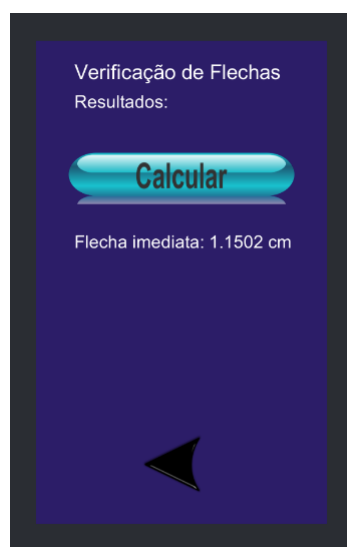 Verificação de Flechas
Resultados:
Calcular
Flecha imediata: 1.1502 cm